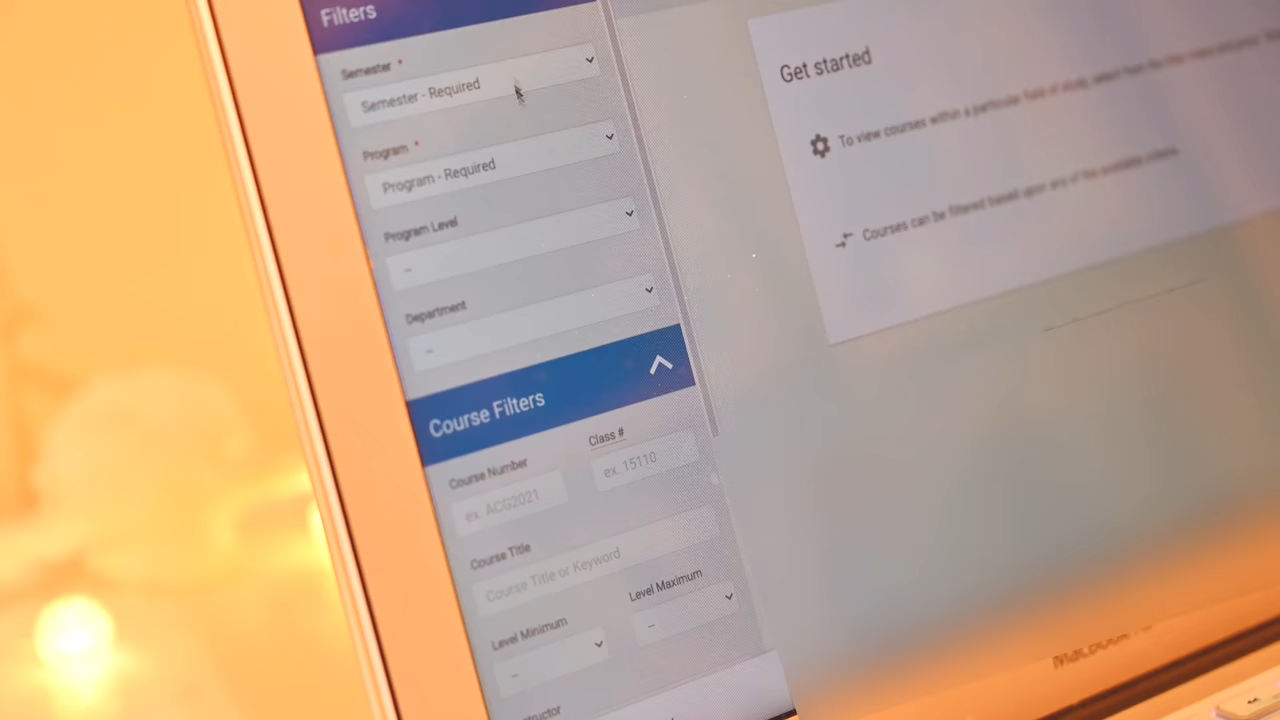 Filters
Semester *
Semester - Required
Program *
Program - Required
Program Level
--
Department
--
Course Filters
Course Number
Class #
ex. ACG2021
ex. 15110
Course Title
Course Title or Keyword
Level Minimum
Level Maximum
--
--
Get started
To view courses within a particular field of study, select from the
Courses can be filtered based upon any of the available criteria.